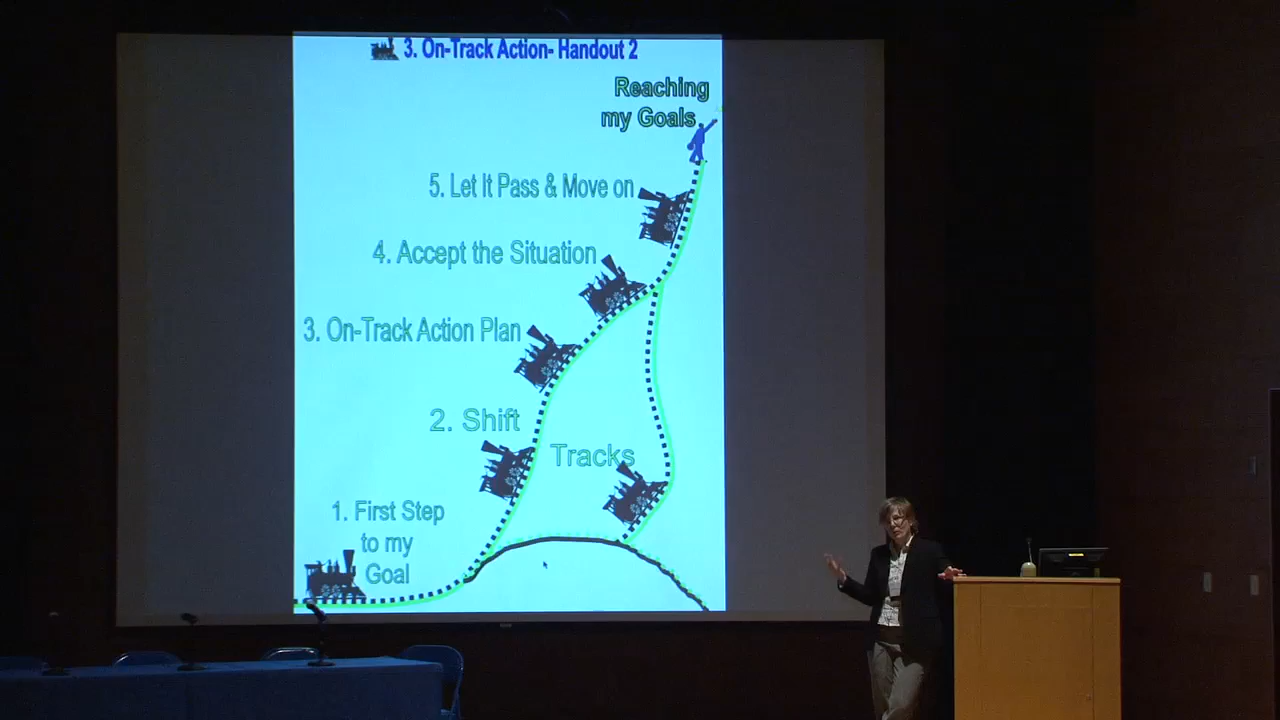 3. On-Track Action- Handout 2
Reaching
my Goals
5. Let It Pass & Move on
4. Accept the Situation
3. On-Track Action Plan
2. Shift
Tracks
1. First Step
to my
Goal